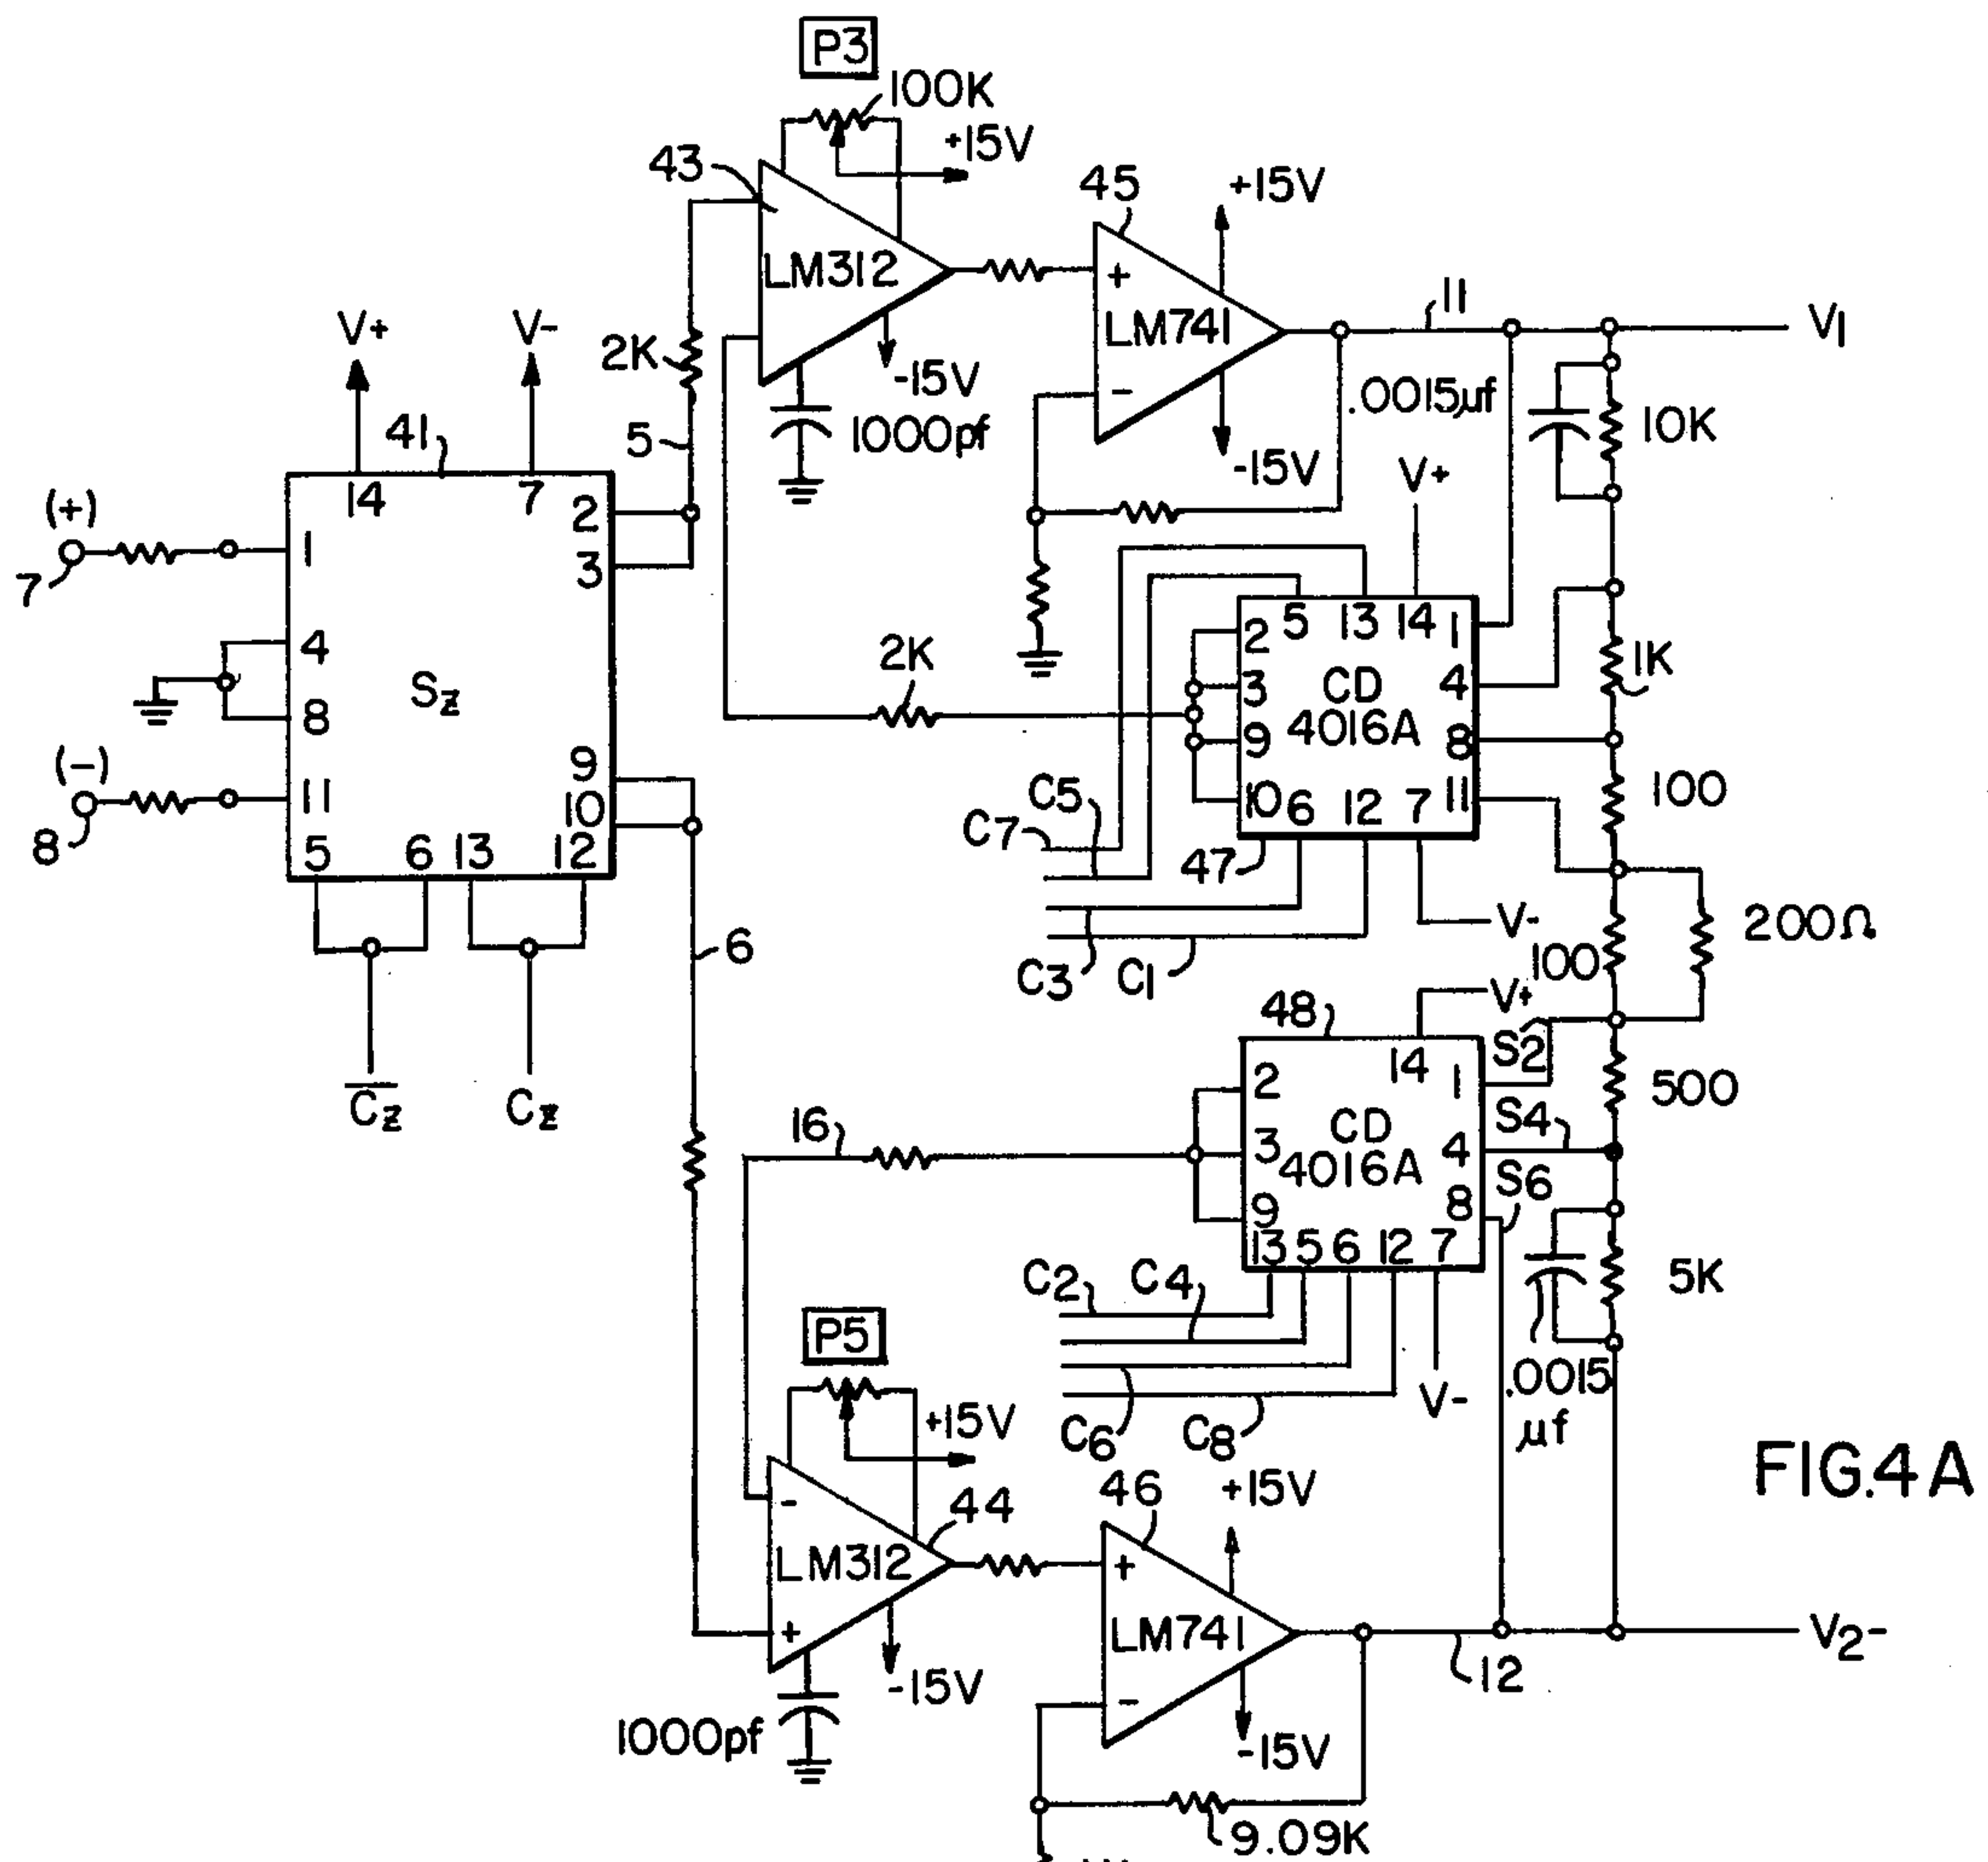 P3
100K
+15V
43
LM312
-15V
1000pf
45
+15V
+
LM741
-
-15V
11
V1
.0015µf
10K
V+
V-
41
2K
5
14
7
2
3
(+)
7
1
4
8
Sz
(-)
8
11
9
10
5
6
13
12
C̅z̅
Cz
6
2K
V+
5
13
14
1
2
3
CD
4016A
4
9
8
10
6
12
7
11
47
1K
100
C5
C7
C3
C1
V-
100
200Ω
V+
48
S2
14
1
2
3
CD
4016A
4
9
8
13
5
6
12
7
500
S4
S6
16
C2
C4
C6
C8
V-
5K
.0015
µf
P5
+15V
-
LM312
+
44
-15V
1000pf
46
+15V
+
LM741
-
-15V
12
V2-
9.09K
FIG.4A